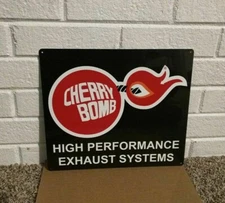 CHERRY
BOMB
HIGH PERFORMANCE
EXHAUST SYSTEMS